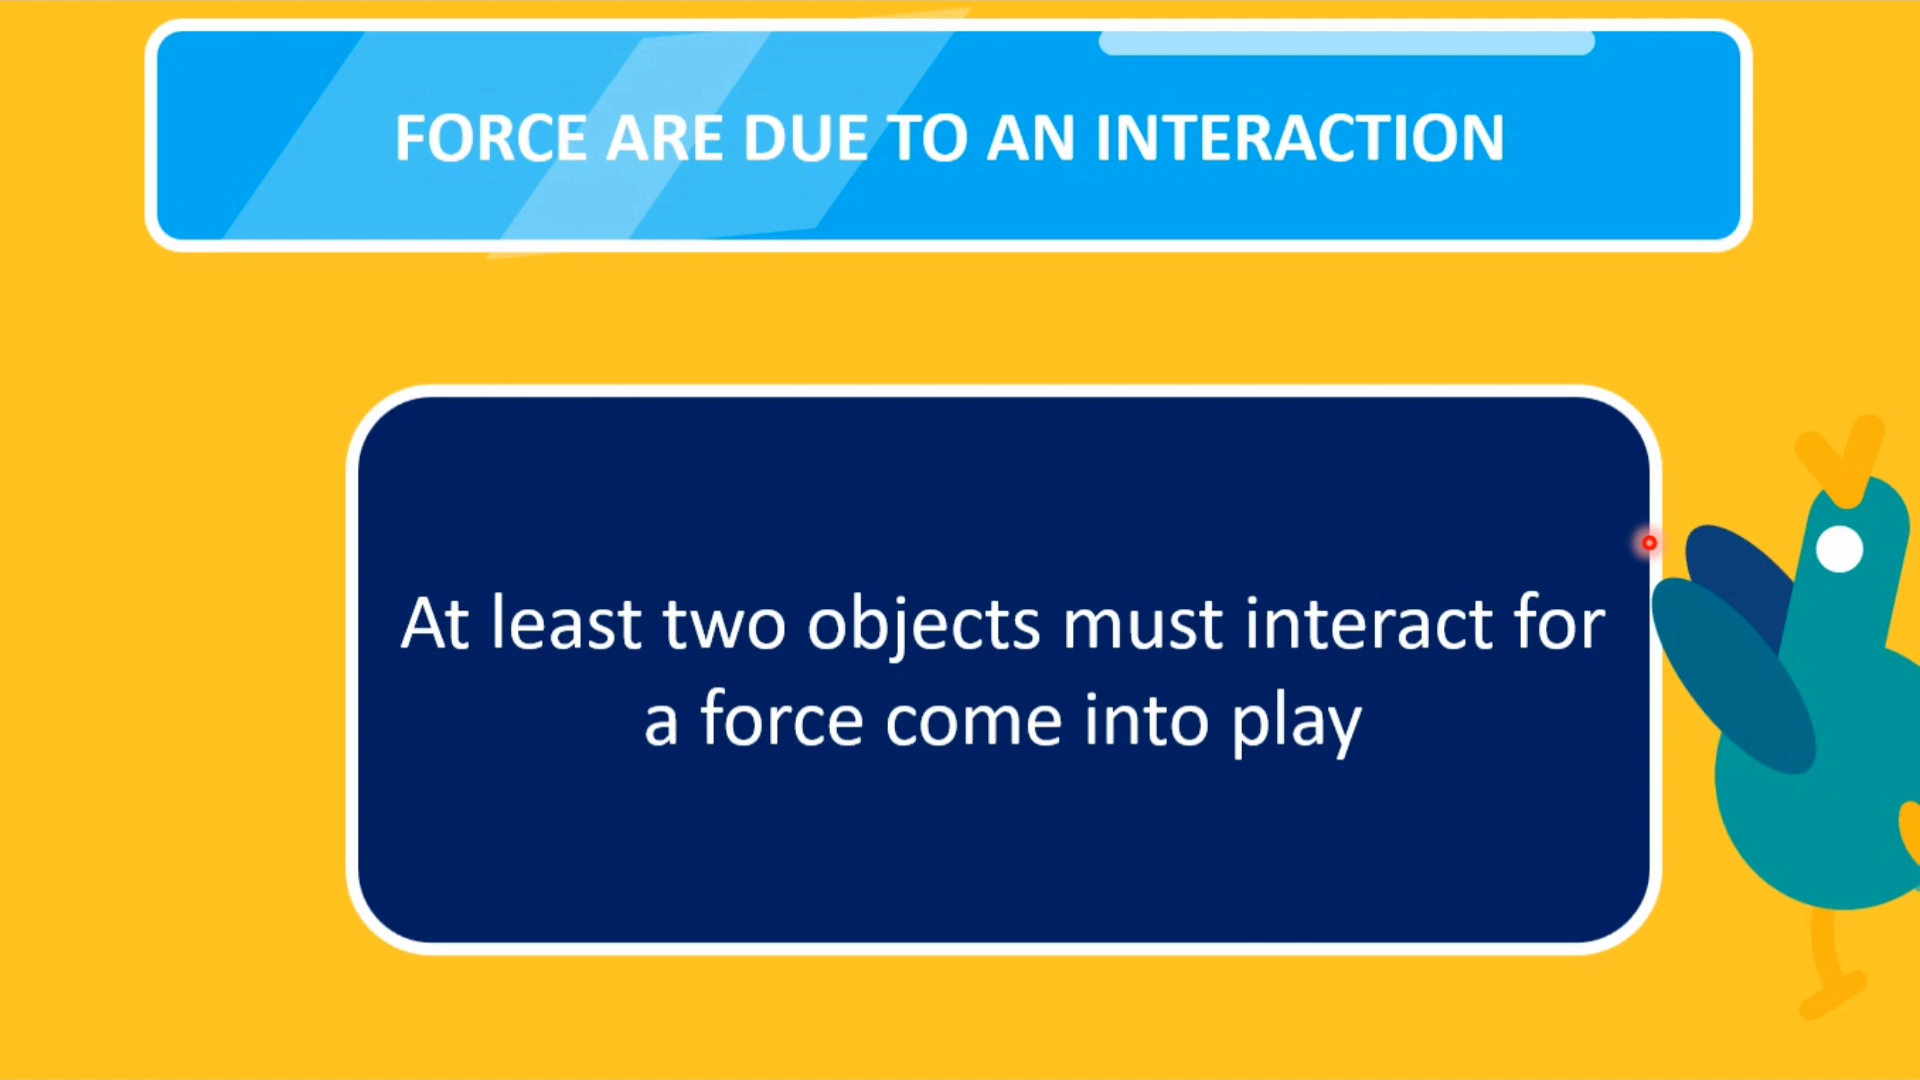 FORCE ARE DUE TO AN INTERACTION
At least two objects must interact for
a force come into play